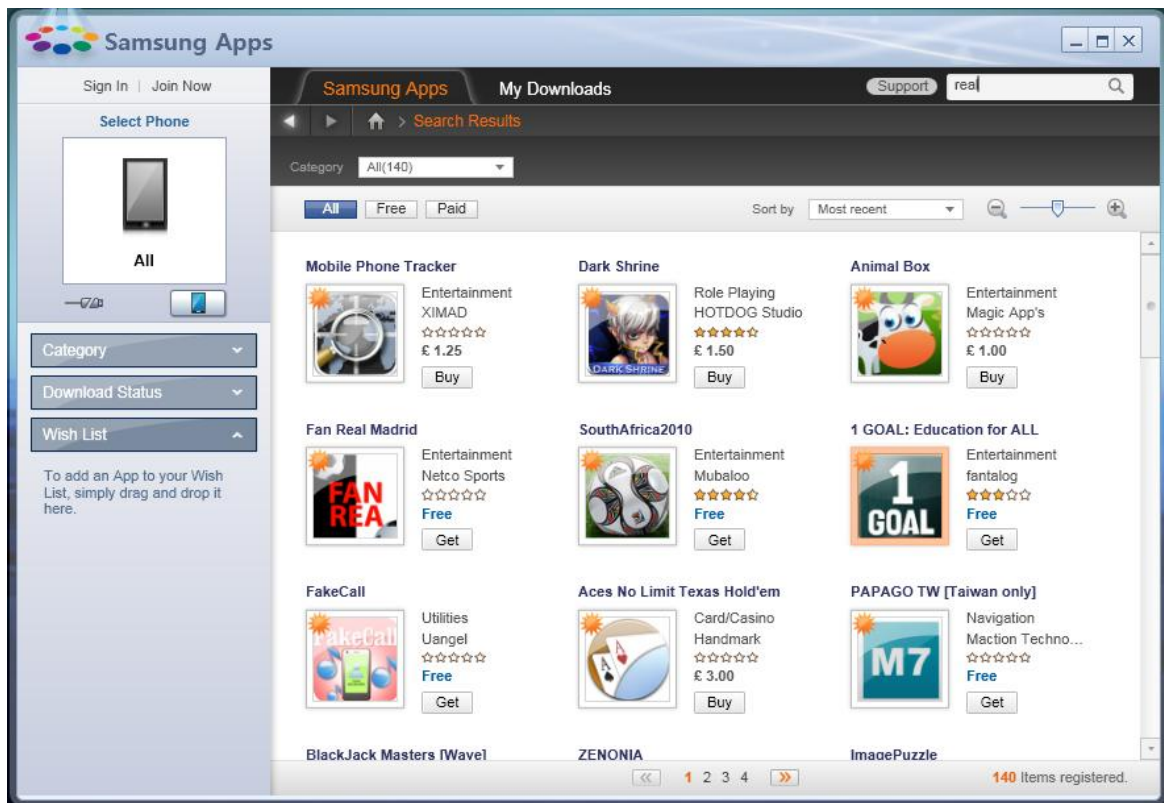 Samsung Apps
Sign In | Join Now
Samsung Apps
My Downloads
Support
real
Select Phone
> Search Results
Category All(140)
All
All Free Paid
Sort by Most recent
Category
Download Status
Wish List
To add an App to your Wish
List, simply drag and drop it
here.
Mobile Phone Tracker
Entertainment
XIMAD
£ 1.25
Buy
Dark Shrine
DARK SHRINE
Role Playing
HOTDOG Studio
£ 1.50
Buy
Animal Box
Entertainment
Magic App's
£ 1.00
Buy
Fan Real Madrid
FAN
REA
Entertainment
Netco Sports
Free
Get
SouthAfrica2010
Entertainment
Mubaloo
Free
Get
1 GOAL: Education for ALL
1
GOAL
Entertainment
fantalog
Free
Get
FakeCall
FakeCall
Utilities
Uangel
Free
Get
Aces No Limit Texas Hold'em
A A
Card/Casino
Handmark
£ 3.00
Buy
PAPAGO TW [Taiwan only]
M7
Navigation
Maction Techno...
Free
Get
BlackJack Masters [Wave]
ZENONIA
ImagePuzzle
1 2 3 4
140 Items registered.